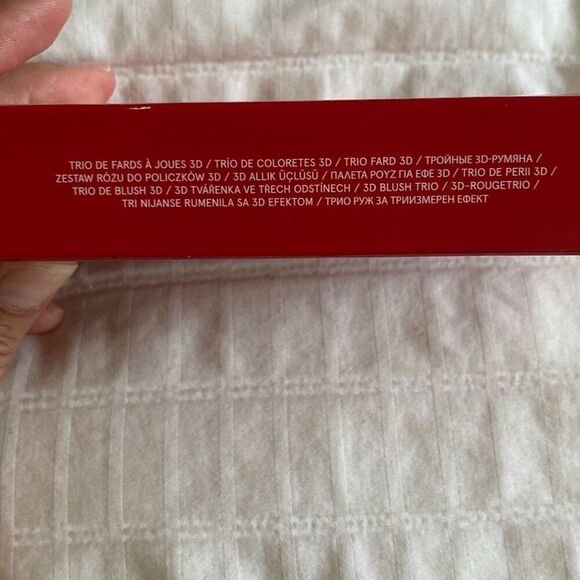 TRIO DE FARDS À JOUES 3D / TRÍO DE COLORETES 3D / TRIO FARD 3D / ТРОЙНЫЕ 3D-РУМЯНА /
ZESTAW RÓŻU DO POLICZKÓW 3D / 3D ALLIK ÜÇLÜSÜ / ΠΑΛΕΤΑ ΡΟΥΖ ΓΙΑ ΕΦΕ 3D / TRIO DE PERII 3D /
TRIO DE BLUSH 3D / 3D TVÁŘENKA VE TŘECH ODSTÍNECH / 3D BLUSH TRIO / 3D-ROUGETRIO /
TRI NIJANSE RUMENILA SA 3D EFEKTOM / ТРИО РУЖ ЗА ТРИИЗМЕРЕН ЕФЕКТ